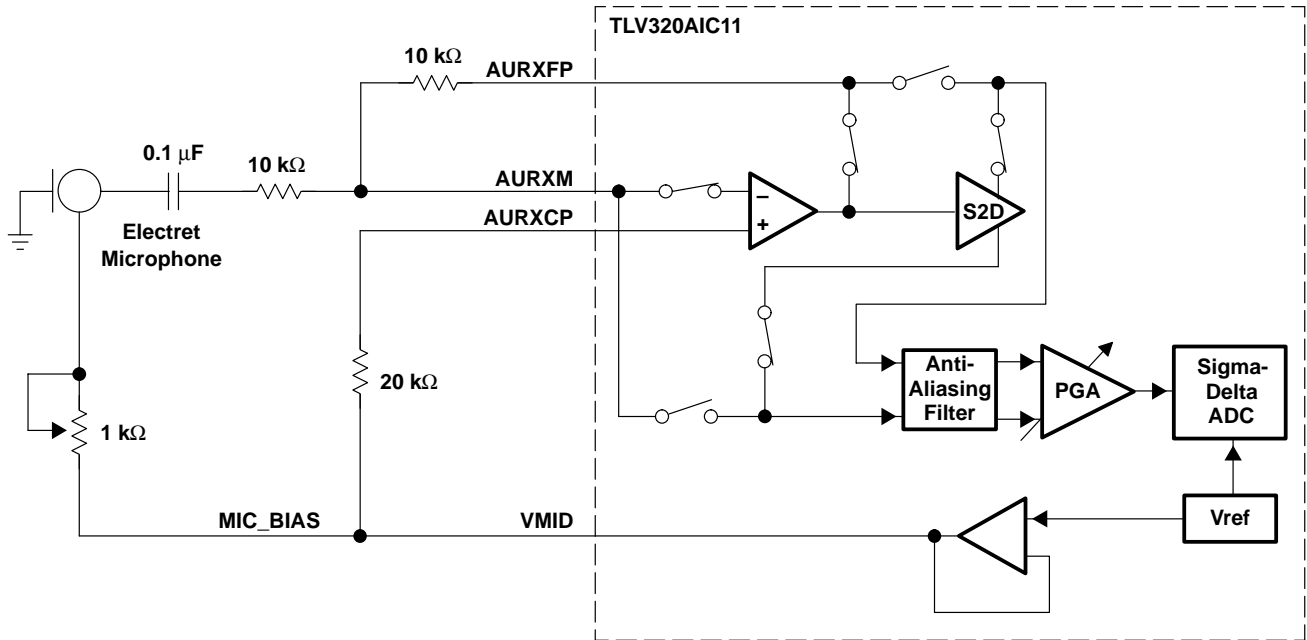 TLV320AIC11
10 kΩ
AURXFP
0.1 μF
10 kΩ
AURXM
−
+
S2D
AURXCP
Electret
Microphone
20 kΩ
1 kΩ
Anti-
Aliasing
Filter
PGA
Sigma-
Delta
ADC
MIC_BIAS
VMID
Vref